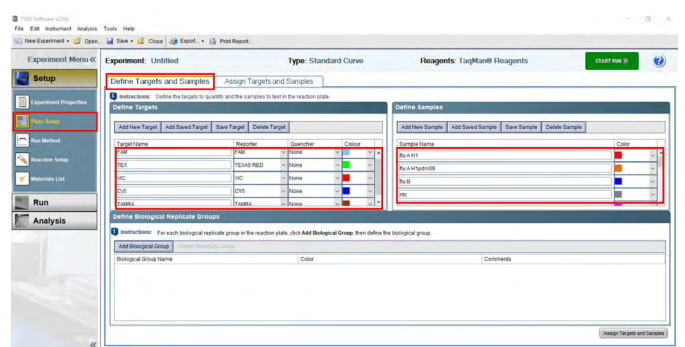 7500 Software v2.0.6
File Edit Instrument Analysis Tools Help
New Experiment Open... Save Close Export... Print Report...
Experiment Menu «
Experiment: Untitled Type: Standard Curve Reagents: TaqMan® Reagents START RUN
Setup
Experiment Properties
Plate Setup
Run Method
Reaction Setup
Materials List
Run
Analysis
Define Targets and Samples Assign Targets and Samples
Instructions: Define the targets to quantify and the samples to test in the reaction plate.
Define Targets
Add New Target Add Saved Target Save Target Delete Target
Target Name Reporter Quencher Colour
FAM FAM None
TEX TEXAS RED None
VIC VIC None
Cy5 CY5 None
TAMRA TAMRA None
Define Samples
Add New Sample Add Saved Sample Save Sample Delete Sample
Sample Name Color
flu A H1
flu A H1pdm09
flu B
ntc
Define Biological Replicate Groups
Instructions: For each biological replicate group in the reaction plate, click Add Biological Group, then define the biological group.
Add Biological Group Delete Biological Group
Biological Group Name Color Comments
Assign Targets and Samples
«